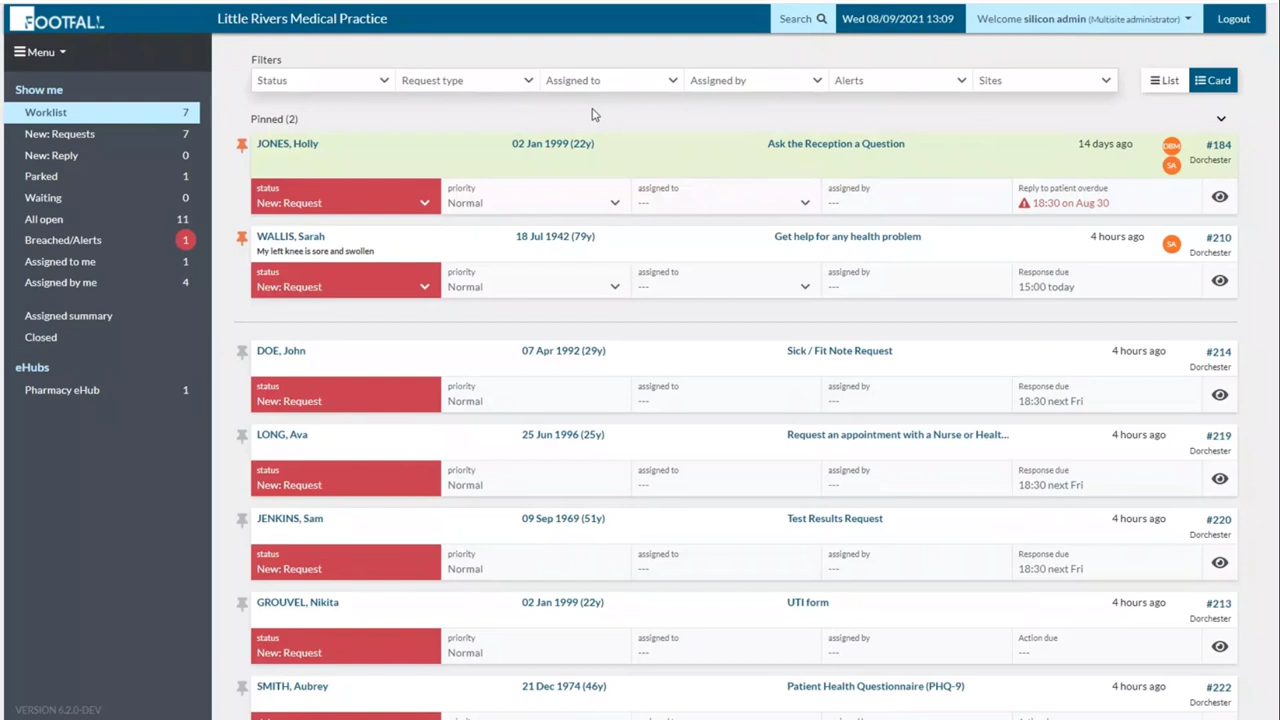 FOOTFALL
Little Rivers Medical Practice
Search
Wed 08/09/2021 13:09
Welcome silicon admin (Multisite administrator)
Logout
Menu
Show me
Worklist 7
New: Requests 7
New: Reply 0
Parked 1
Waiting 0
All open 11
Breached/Alerts 1
Assigned to me 1
Assigned by me 4
Assigned summary
Closed
eHubs
Pharmacy eHub 1
VERSION 6.2.0-DEV
Filters
Status Request type Assigned to Assigned by Alerts Sites
List Card
Pinned (2)
JONES, Holly 02 Jan 1999 (22y) Ask the Reception a Question 14 days ago DBM #184
SA Dorchester
status priority assigned to assigned by Reply to patient overdue
New: Request Normal --- --- 18:30 on Aug 30
WALLIS, Sarah 18 Jul 1942 (79y) Get help for any health problem 4 hours ago SA #210
My left knee is sore and swollen Dorchester
status priority assigned to assigned by Response due
New: Request Normal --- --- 15:00 today
DOE, John 07 Apr 1992 (29y) Sick / Fit Note Request 4 hours ago #214
Dorchester
status priority assigned to assigned by Response due
New: Request Normal --- --- 18:30 next Fri
LONG, Ava 25 Jun 1996 (25y) Request an appointment with a Nurse or Healt... 4 hours ago #219
Dorchester
status priority assigned to assigned by Response due
New: Request Normal --- --- 18:30 next Fri
JENKINS, Sam 09 Sep 1969 (51y) Test Results Request 4 hours ago #220
Dorchester
status priority assigned to assigned by Response due
New: Request Normal --- --- 18:30 next Fri
GROUVEL, Nikita 02 Jan 1999 (22y) UTI form 4 hours ago #213
Dorchester
status priority assigned to assigned by Action due
New: Request Normal --- --- ---
SMITH, Aubrey 21 Dec 1974 (46y) Patient Health Questionnaire (PHQ-9) 4 hours ago #222
Dorchester